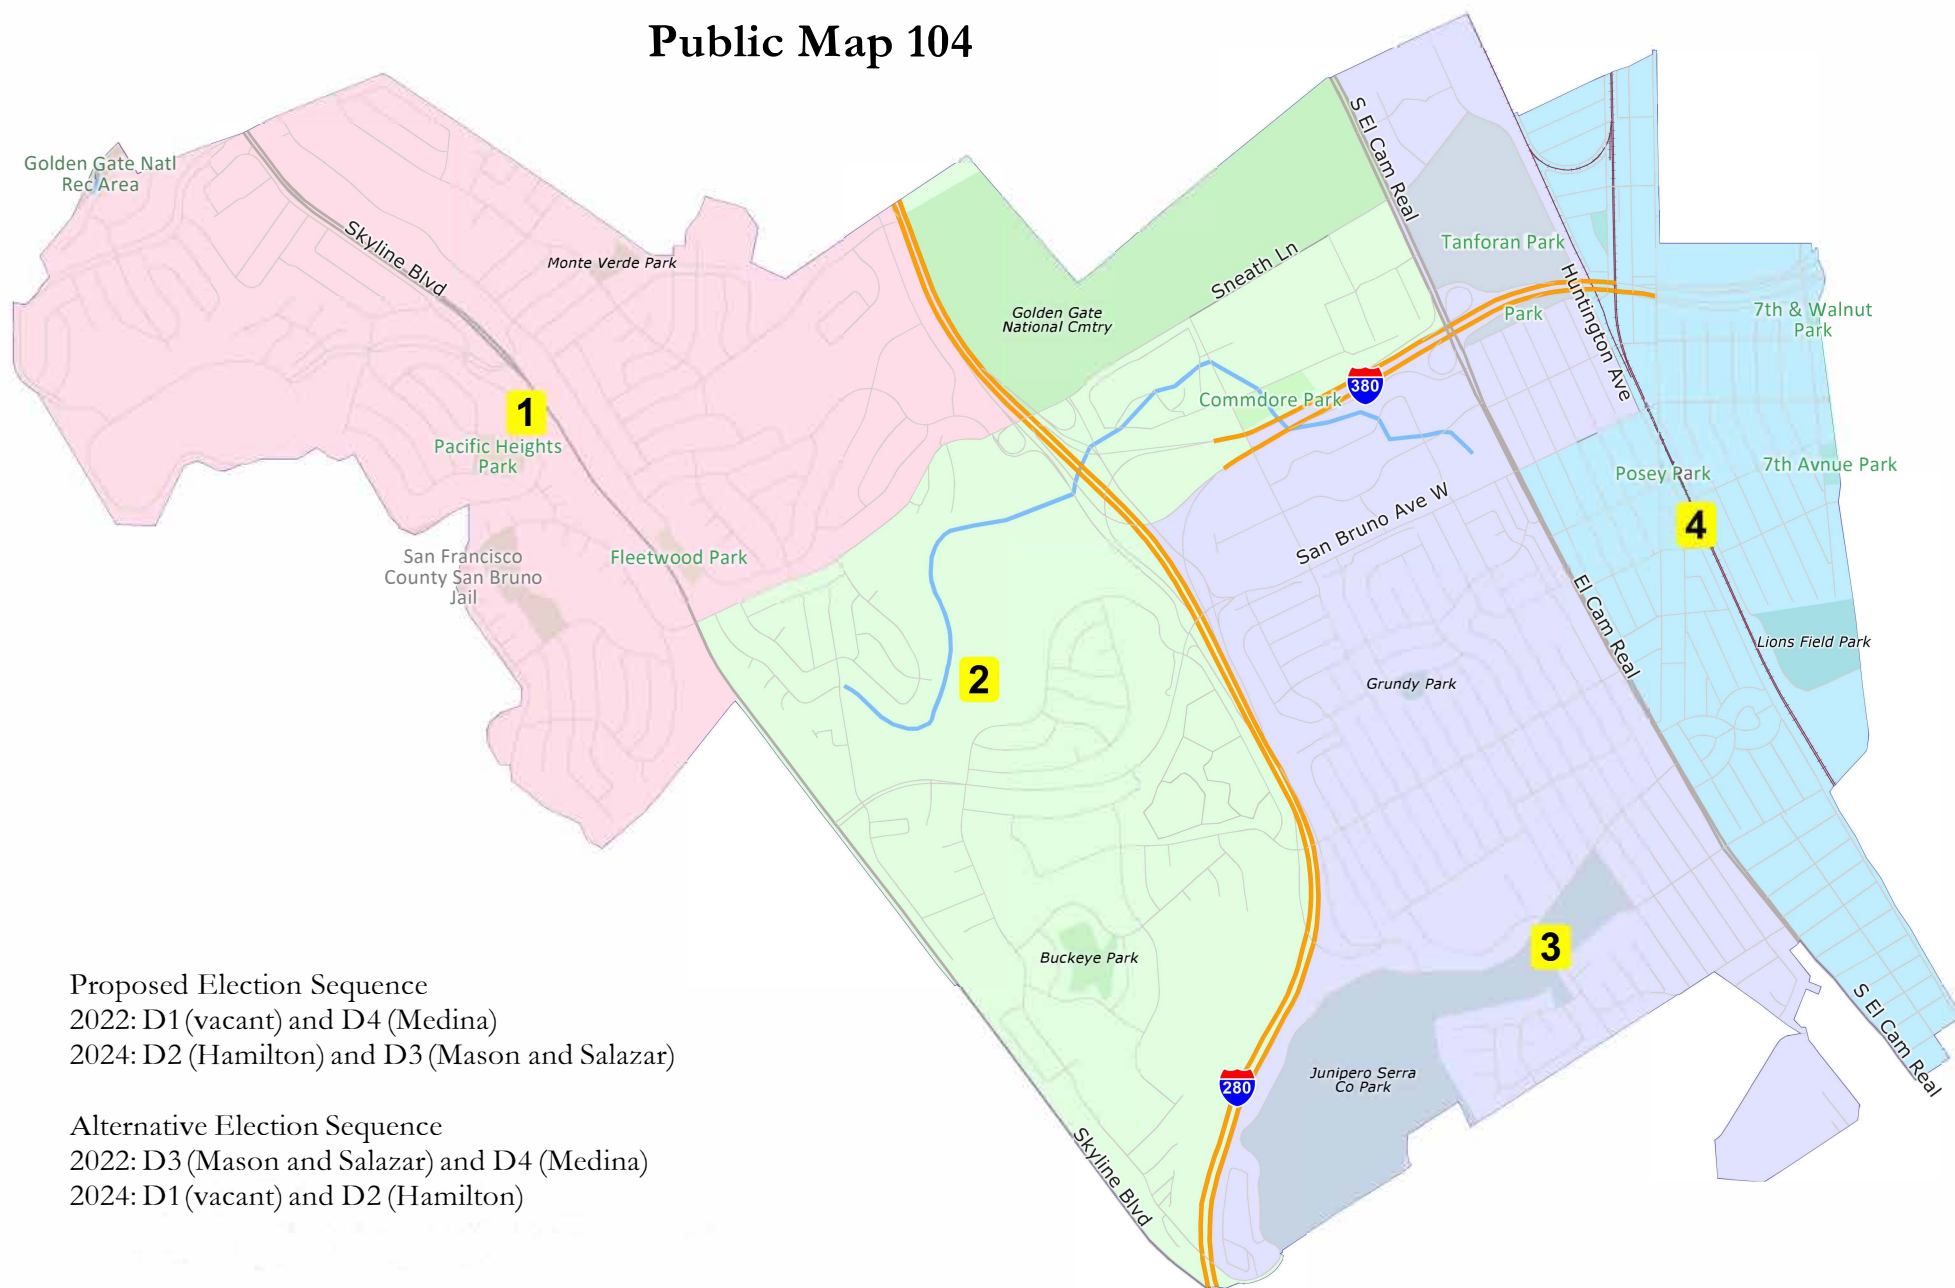 Public Map 104
S El Cam Real
Golden Gate Natl
Rec Area
Skyline Blvd
Monte Verde Park
Tanforan Park
Sneath Ln
Golden Gate
National Cmtry
Huntington Ave
Park
7th & Walnut
Park
380
Commdore Park
1
Pacific Heights
Park
Posey Park
7th Avnue Park
San Bruno Ave W
4
San Francisco
County San Bruno
Jail
Fleetwood Park
El Cam Real
Lions Field Park
2
Grundy Park
3
Buckeye Park
Proposed Election Sequence
2022: D1 (vacant) and D4 (Medina)
2024: D2 (Hamilton) and D3 (Mason and Salazar)
S El Cam Real
Junipero Serra
Co Park
280
Alternative Election Sequence
2022: D3 (Mason and Salazar) and D4 (Medina)
2024: D1 (vacant) and D2 (Hamilton)
Skyline Blvd